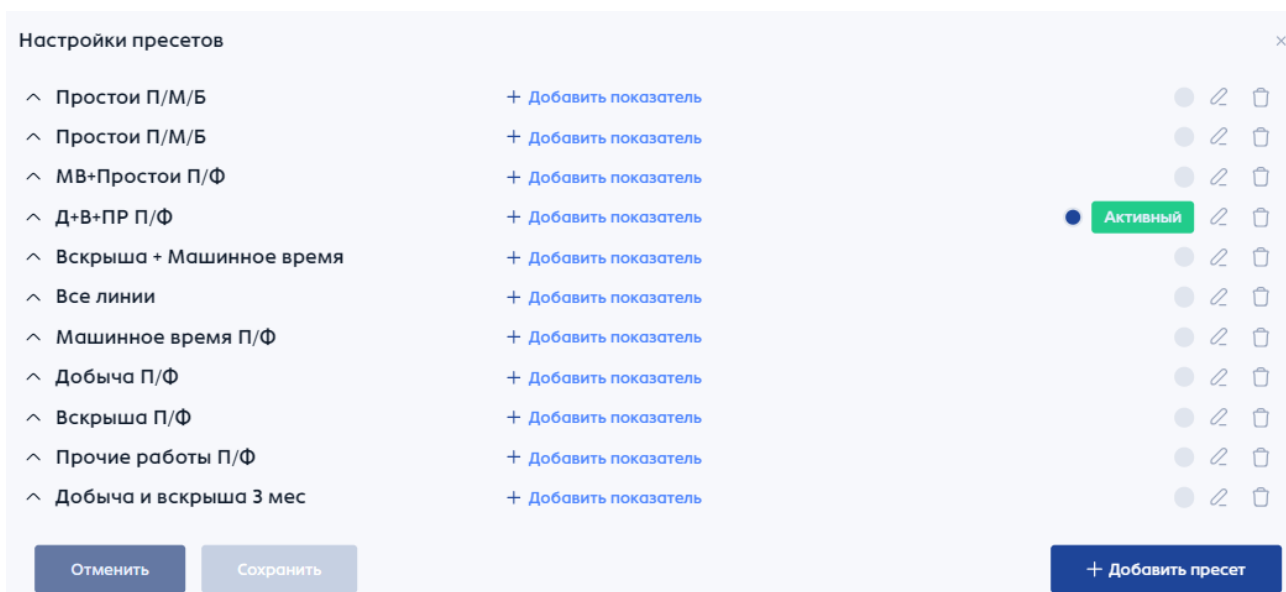 Настройки пресетов
Простои П/М/Б + Добавить показатель
Простои П/М/Б + Добавить показатель
МВ+Простои П/Ф + Добавить показатель
Д+В+ПР П/Ф + Добавить показатель Активный
Вскрыша + Машинное время + Добавить показатель
Все линии + Добавить показатель
Машинное время П/Ф + Добавить показатель
Добыча П/Ф + Добавить показатель
Вскрыша П/Ф + Добавить показатель
Прочие работы П/Ф + Добавить показатель
Добыча и вскрыша 3 мес + Добавить показатель
Отменить Сохранить + Добавить пресет